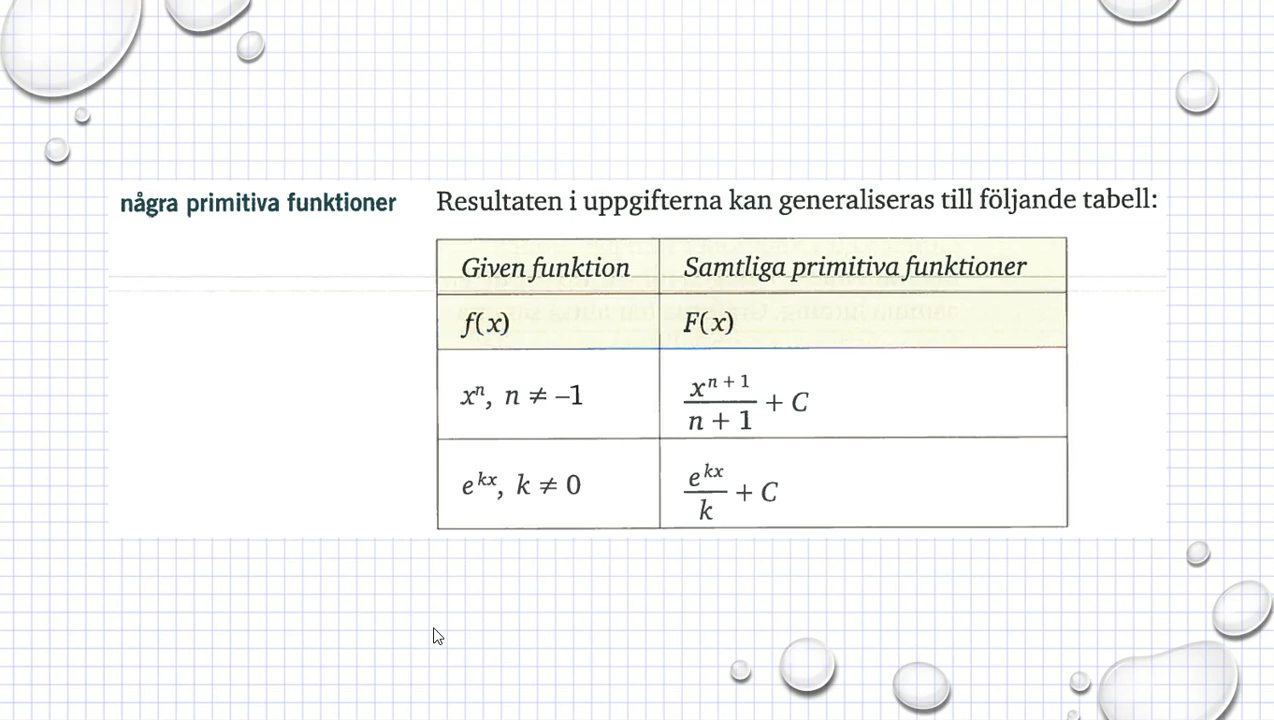 några primitiva funktioner
Resultaten i uppgifterna kan generaliseras till följande tabell:
Given funktion Samtliga primitiva funktioner
f(x) F(x)
xⁿ, n ≠ –1 xⁿ⁺¹/(n + 1) + C
eᵏˣ, k ≠ 0 eᵏˣ/k + C